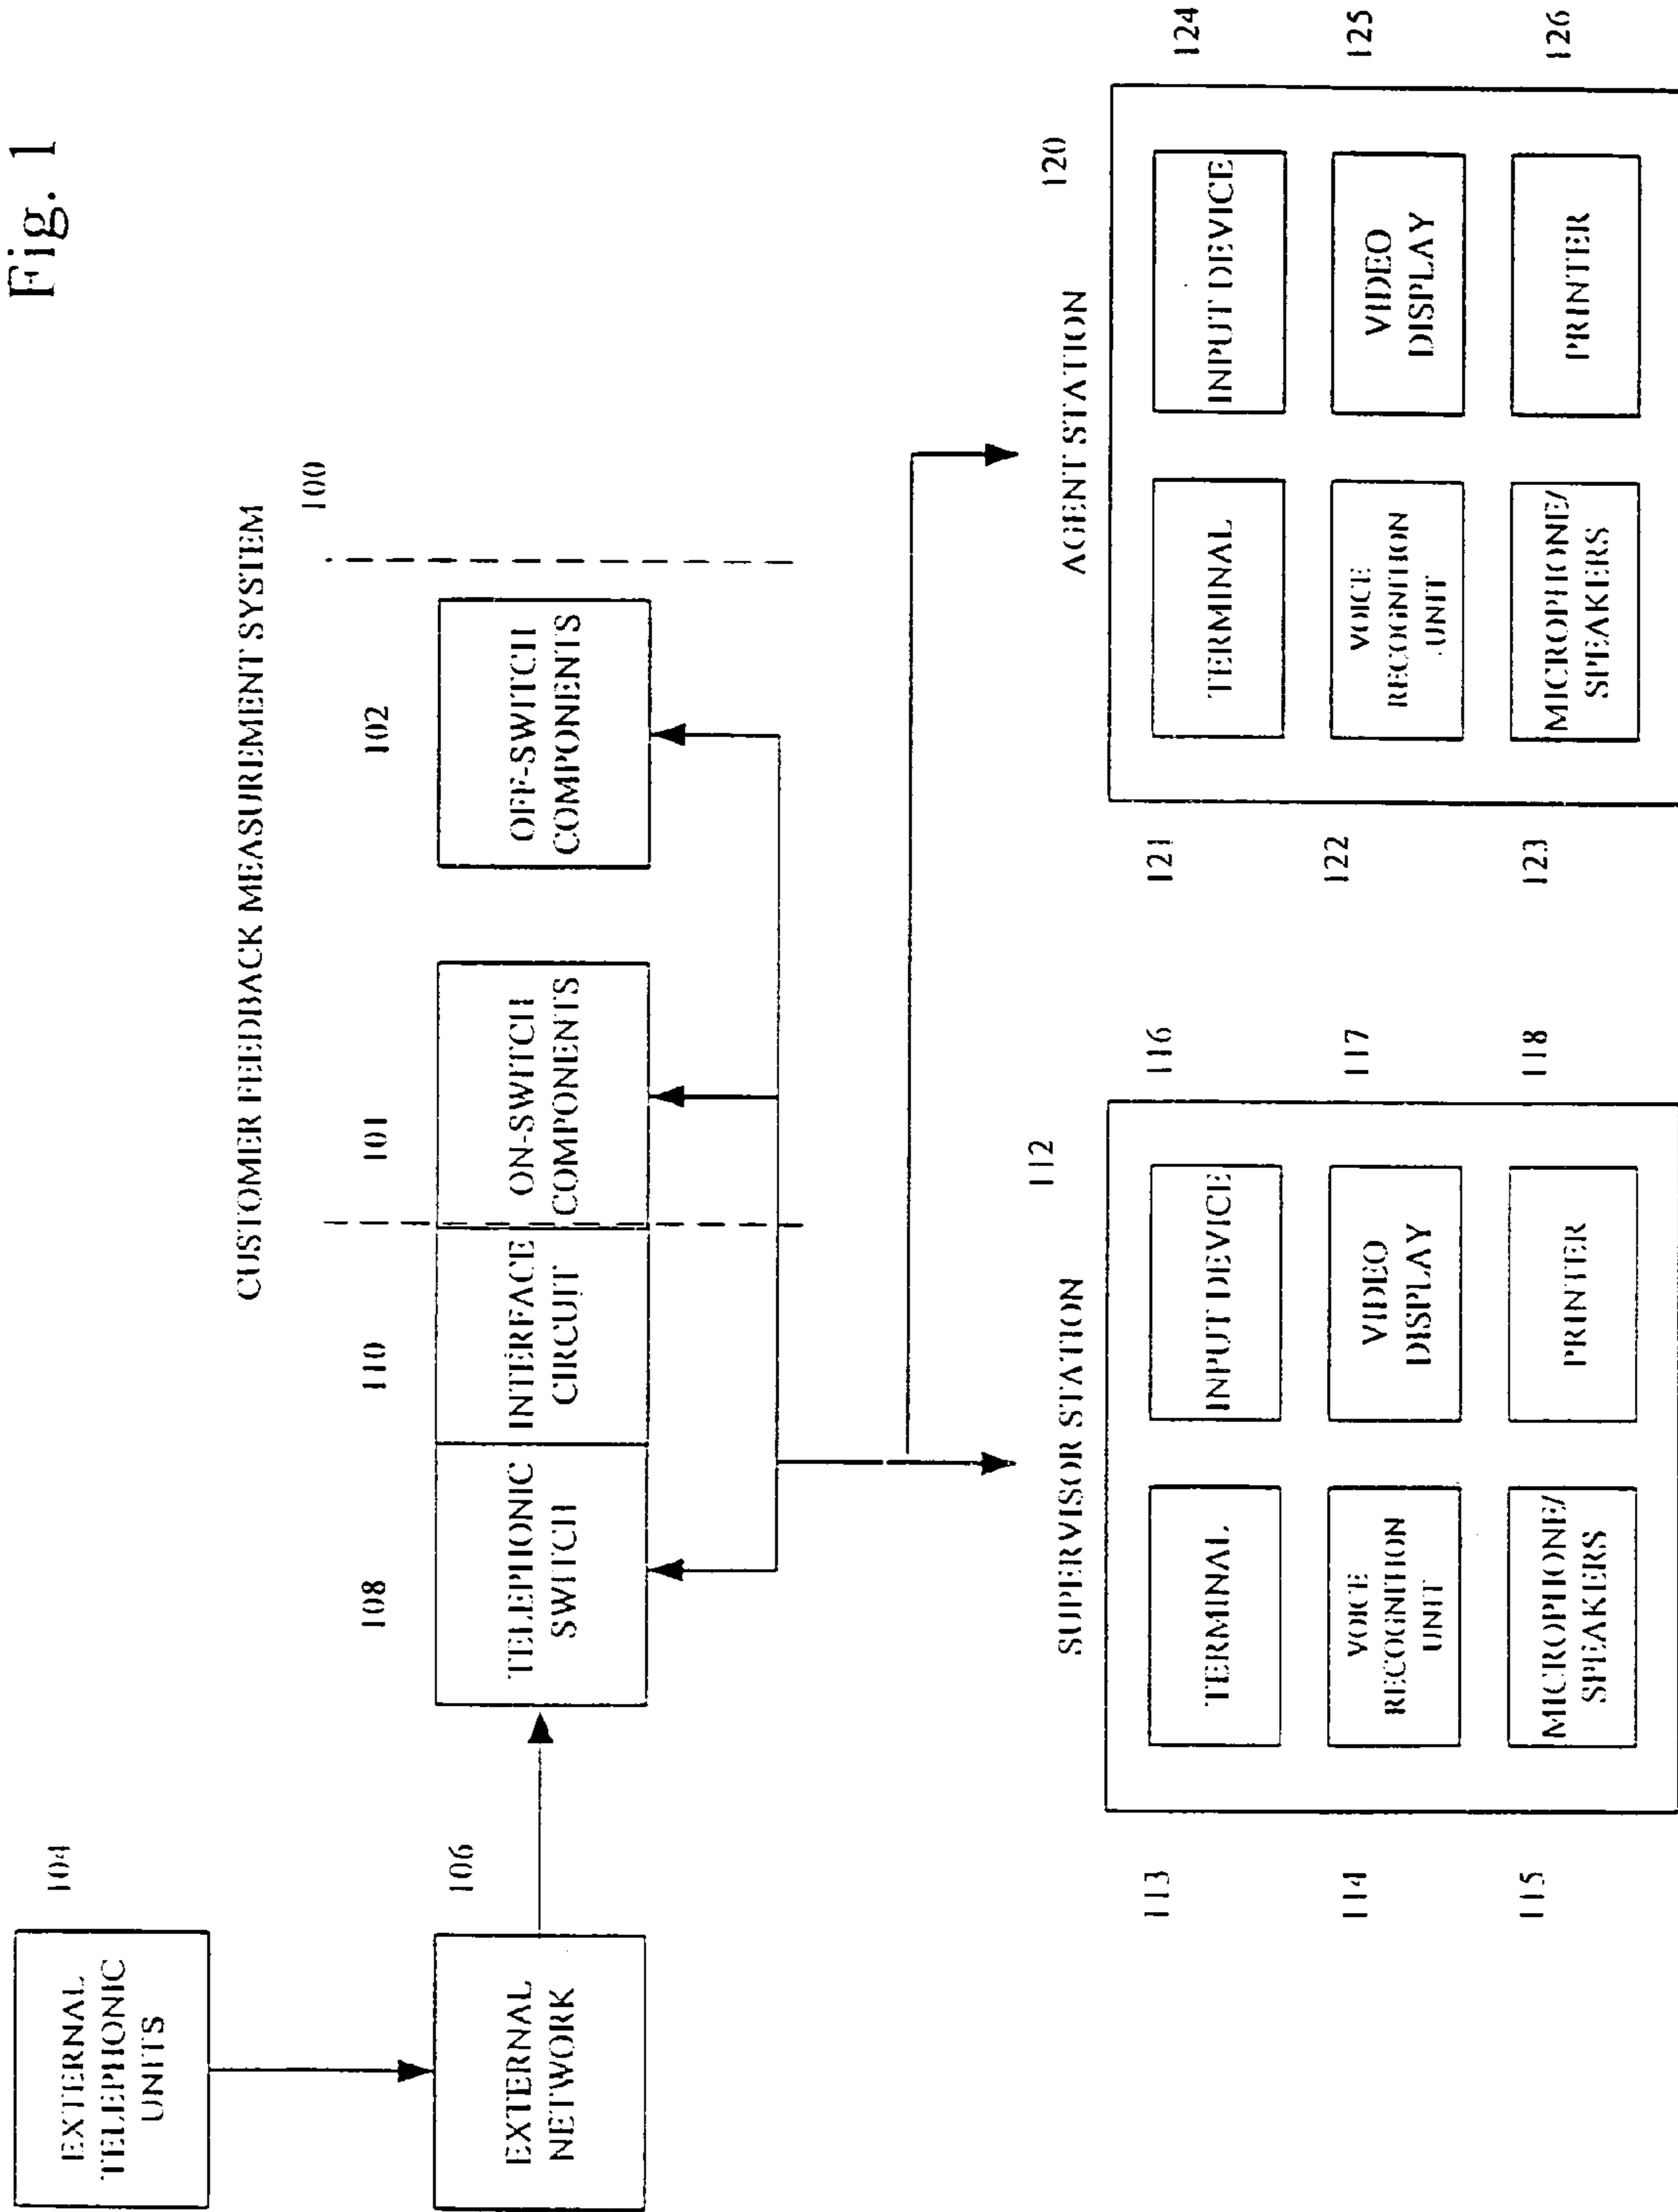 Fig. 1
CUSTOMER FEEDBACK MEASUREMENT SYSTEM
100
104
EXTERNAL
TELEPHONIC
UNITS
106
EXTERNAL
NETWORK
108
TELEPHONIC
SWITCH
110
INTERFACE
CIRCUIT
101
ON-SWITCH
COMPONENTS
102
OFF-SWITCH
COMPONENTS
SUPERVISOR STATION
112
113
TERMINAL
INPUT DEVICE
116
114
VOICE
RECOGNITION
UNIT
VIDEO
DISPLAY
117
115
MICROPHONE/
SPEAKERS
PRINTER
118
AGENT STATION
120
121
TERMINAL
INPUT DEVICE
124
122
VOICE
RECOGNITION
UNIT
VIDEO
DISPLAY
125
123
MICROPHONE/
SPEAKERS
PRINTER
126